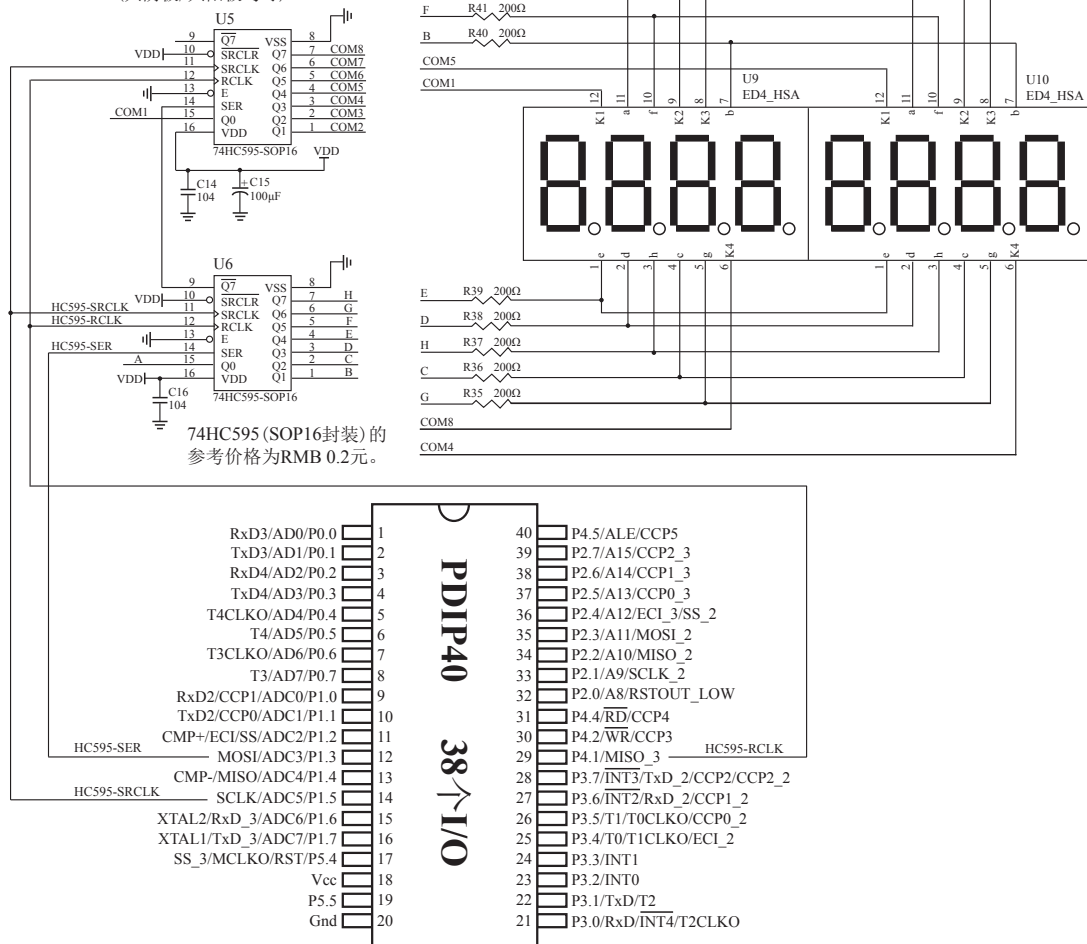 U5
9 Q7 VSS 8
VDD 10 SRCLR Q7 7 COM8
11 SRCLK Q6 6 COM7
12 RCLK Q5 5 COM6
13 E Q4 4 COM5
14 SER Q3 3 COM4
COM1 15 Q0 Q2 2 COM3
16 VDD Q1 1 COM2
74HC595-SOP16
VDD
C14
104
+C15
100μF
F R41 200Ω
B R40 200Ω
COM5
COM1
U9
ED4_HSA
U10
ED4_HSA
12 11 10 9 8 7
K1 a f K2 K3 b
12 11 10 9 8 7
K1 a f K2 K3 b
e d h c g K4
1 2 3 4 5 6
e d h c g K4
1 2 3 4 5 6
U6
9 Q7 VSS 8
VDD 10 SRCLR Q7 7 H
HC595-SRCLK 11 SRCLK Q6 6 G
HC595-RCLK 12 RCLK Q5 5 F
13 E Q4 4 E
HC595-SER 14 SER Q3 3 D
A 15 Q0 Q2 2 C
VDD 16 VDD Q1 1 B
C16
104
74HC595-SOP16
E R39 200Ω
D R38 200Ω
H R37 200Ω
C R36 200Ω
G R35 200Ω
COM8
COM4
74HC595(SOP16封装)的
参考价格为RMB 0.2元。
PDIP40 38个I/O
RxD3/AD0/P0.0 1 40 P4.5/ALE/CCP5
TxD3/AD1/P0.1 2 39 P2.7/A15/CCP2_3
RxD4/AD2/P0.2 3 38 P2.6/A14/CCP1_3
TxD4/AD3/P0.3 4 37 P2.5/A13/CCP0_3
T4CLKO/AD4/P0.4 5 36 P2.4/A12/ECI_3/SS_2
T4/AD5/P0.5 6 35 P2.3/A11/MOSI_2
T3CLKO/AD6/P0.6 7 34 P2.2/A10/MISO_2
T3/AD7/P0.7 8 33 P2.1/A9/SCLK_2
RxD2/CCP1/ADC0/P1.0 9 32 P2.0/A8/RSTOUT_LOW
TxD2/CCP0/ADC1/P1.1 10 31 P4.4/RD/CCP4
CMP+/ECI/SS/ADC2/P1.2 11 30 P4.2/WR/CCP3
HC595-SER MOSI/ADC3/P1.3 12 29 P4.1/MISO_3 HC595-RCLK
CMP-/MISO/ADC4/P1.4 13 28 P3.7/INT3/TxD_2/CCP2/CCP2_2
HC595-SRCLK SCLK/ADC5/P1.5 14 27 P3.6/INT2/RxD_2/CCP1_2
XTAL2/RxD_3/ADC6/P1.6 15 26 P3.5/T1/T0CLKO/CCP0_2
XTAL1/TxD_3/ADC7/P1.7 16 25 P3.4/T0/T1CLKO/ECI_2
SS_3/MCLKO/RST/P5.4 17 24 P3.3/INT1
Vcc 18 23 P3.2/INT0
P5.5 19 22 P3.1/TxD/T2
Gnd 20 21 P3.0/RxD/INT4/T2CLKO